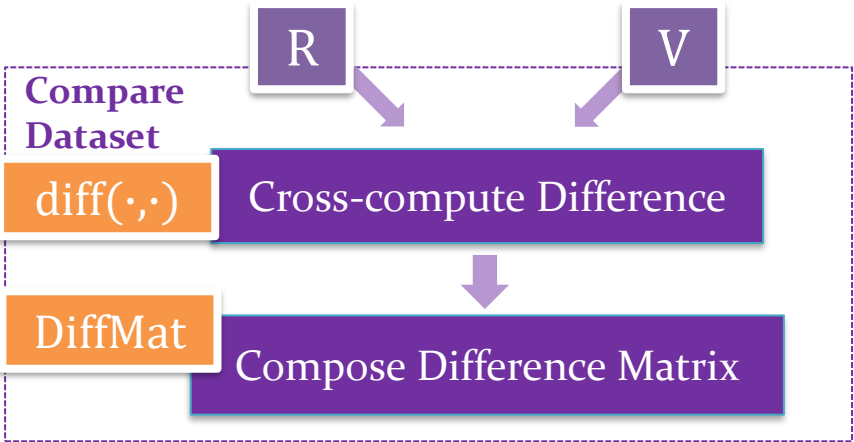 R
V
Compare
Dataset
diff(·,·)
Cross-compute Difference
DiffMat
Compose Difference Matrix